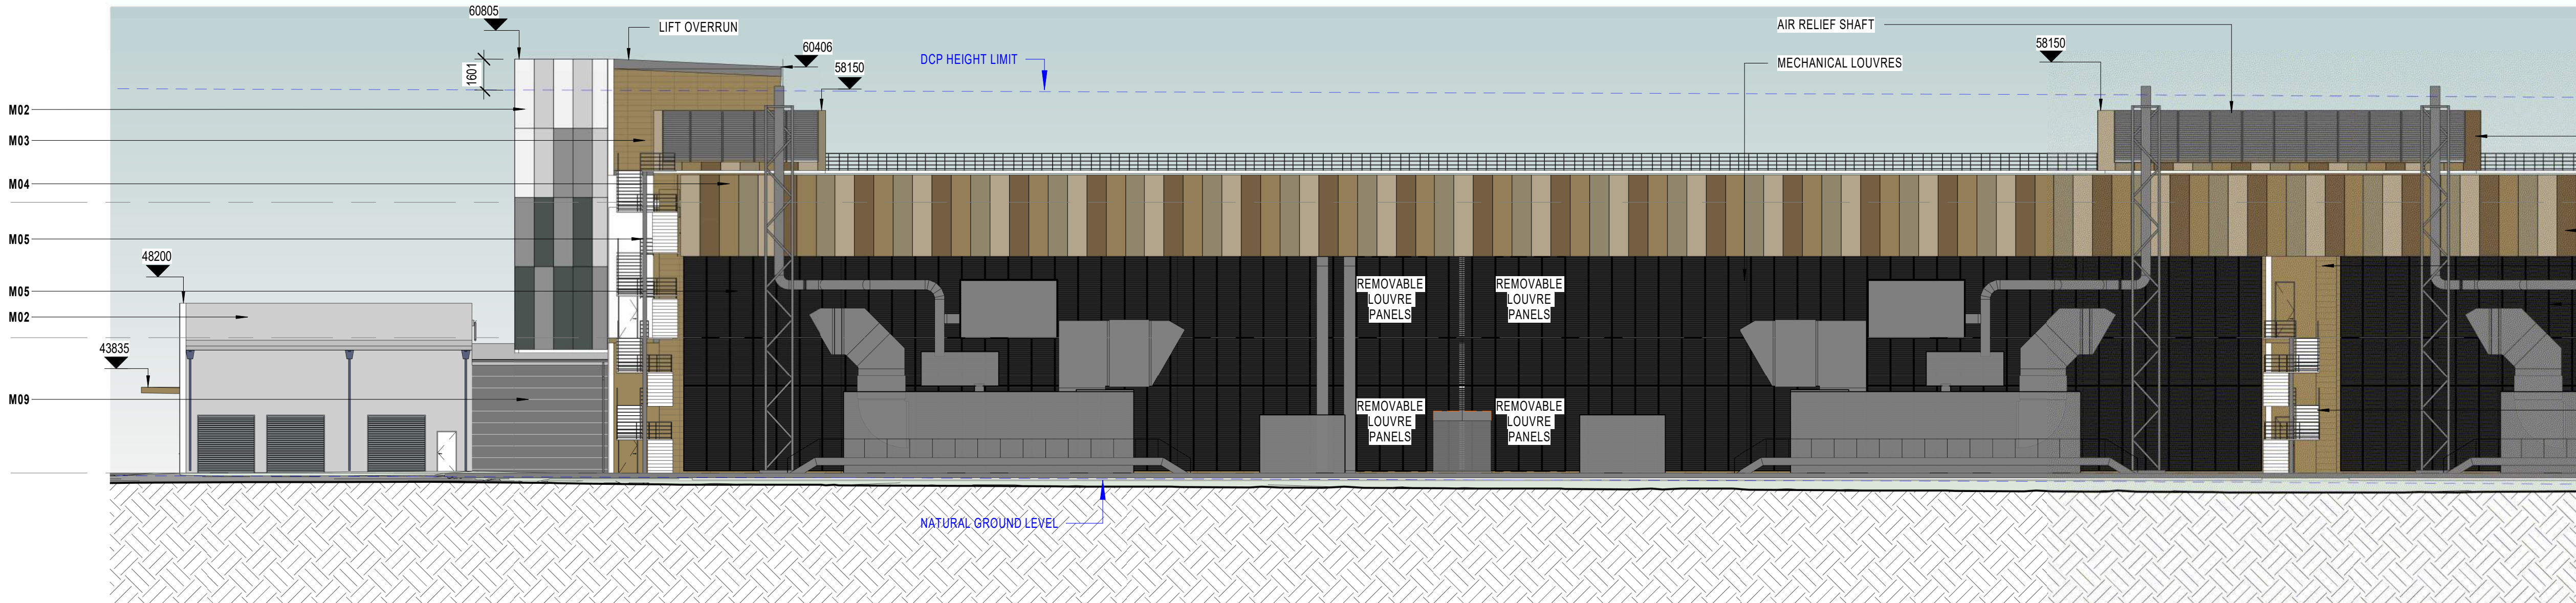 60805
LIFT OVERRUN
AIR RELIEF SHAFT
60406
58150
58150
DCP HEIGHT LIMIT
MECHANICAL LOUVRES
1601
M02
M03
M04
M05
48200
M05
M02
43835
M09
REMOVABLE
LOUVRE
PANELS
REMOVABLE
LOUVRE
PANELS
REMOVABLE
LOUVRE
PANELS
REMOVABLE
LOUVRE
PANELS
NATURAL GROUND LEVEL